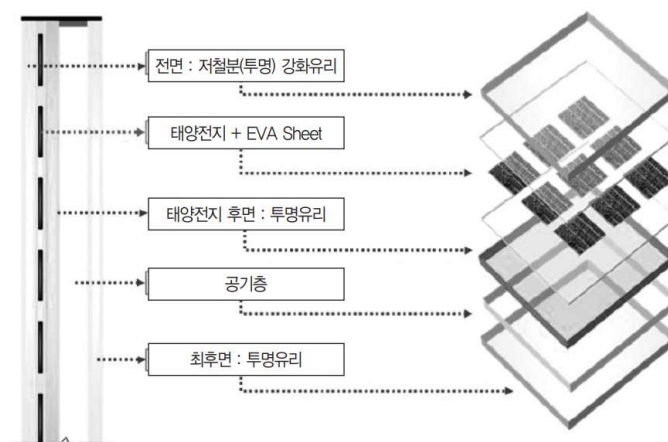 전면 : 저철분(투명) 강화유리
태양전지 + EVA Sheet
태양전지 후면 : 투명유리
공기층
최후면 : 투명유리